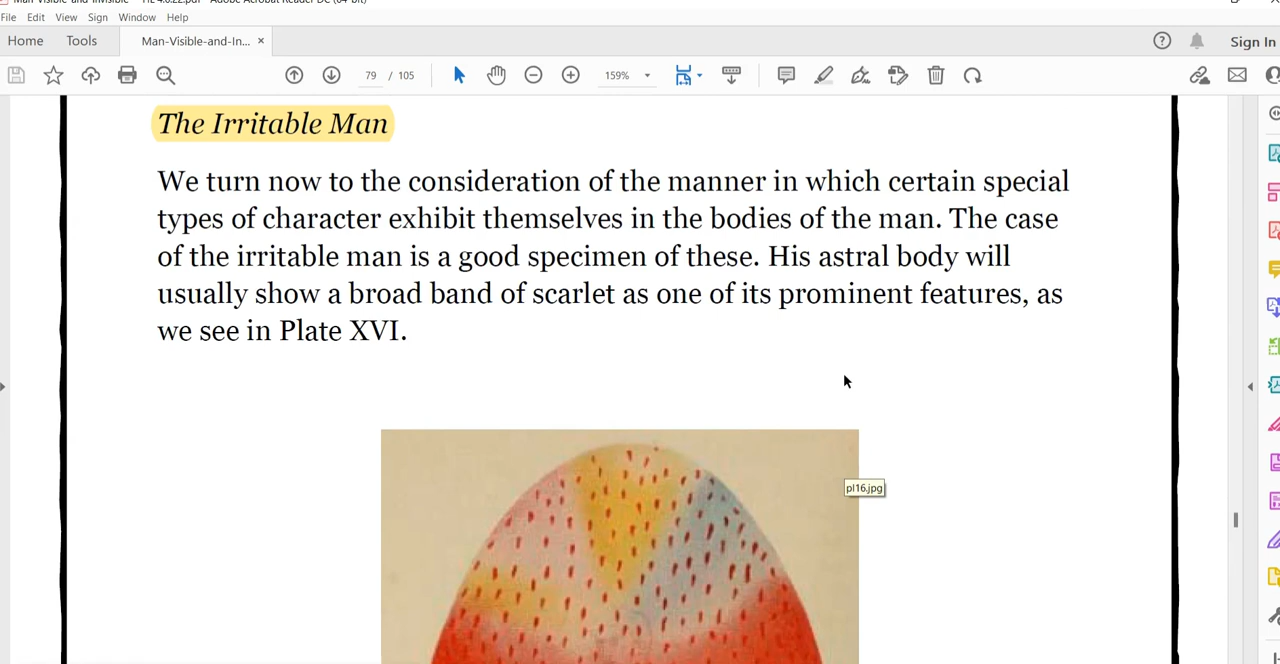 File Edit View Sign Window Help
Home Tools Man-Visible-and-In... × Sign In
79 / 105 159%
The Irritable Man
We turn now to the consideration of the manner in which certain special
types of character exhibit themselves in the bodies of the man. The case
of the irritable man is a good specimen of these. His astral body will
usually show a broad band of scarlet as one of its prominent features, as
we see in Plate XVI.
pl16.jpg